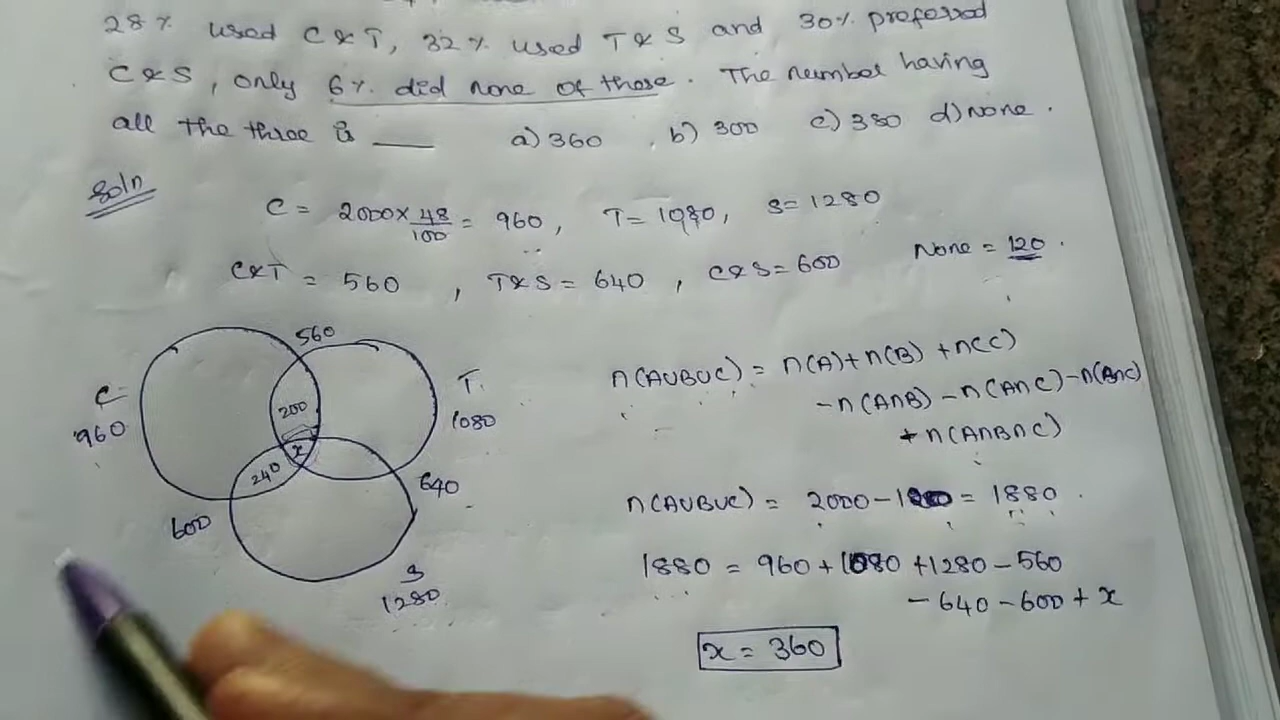 28% used C&T, 32% used T&S and 30% preferred
C&S, only 6% did none of these. The number having
all the three is ____ a) 360 , b) 300 c) 380 d) none.
Soln
C = 2000 × 48/100 = 960, T = 1080, S = 1280
C&T = 560, T&S = 640, C&S = 600 None = 120.
560
C
960
T.
1080
200
x
240
640
600
S
1280
n(AUBUC) = n(A)+n(B)+n(C)
-n(A∩B)-n(A∩C)-n(B∩C)
+n(A∩B∩C)
n(AUBUC) = 2000-120 = 1880.
1880 = 960+1080+1280-560
-640-600+x
x = 360